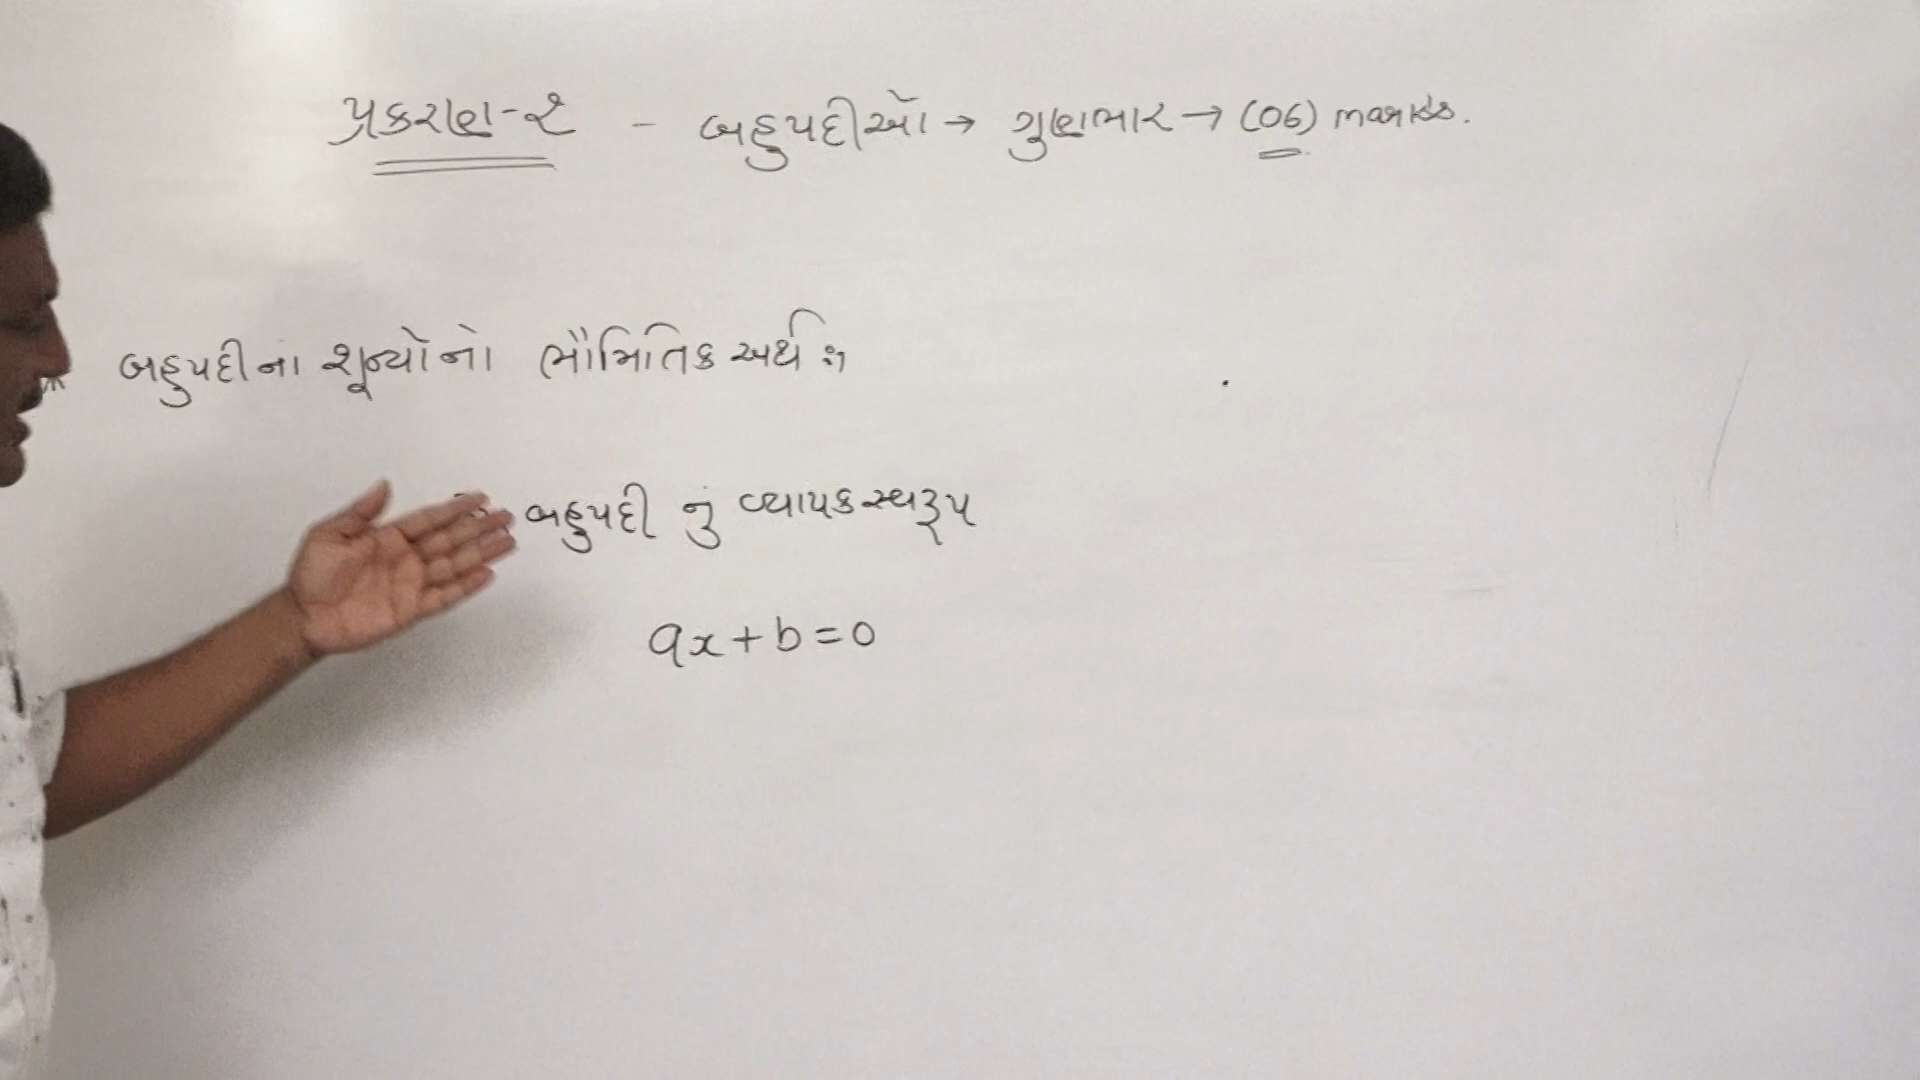 પ્રકરણ-૨ - બહુપદીઓ → ગુણભાર → (06) marks.
બહુપદીના શૂન્યોનો ભૌમિતિક અર્થ :
બહુપદી નું વ્યાપક સ્વરૂપ
ax + b = 0